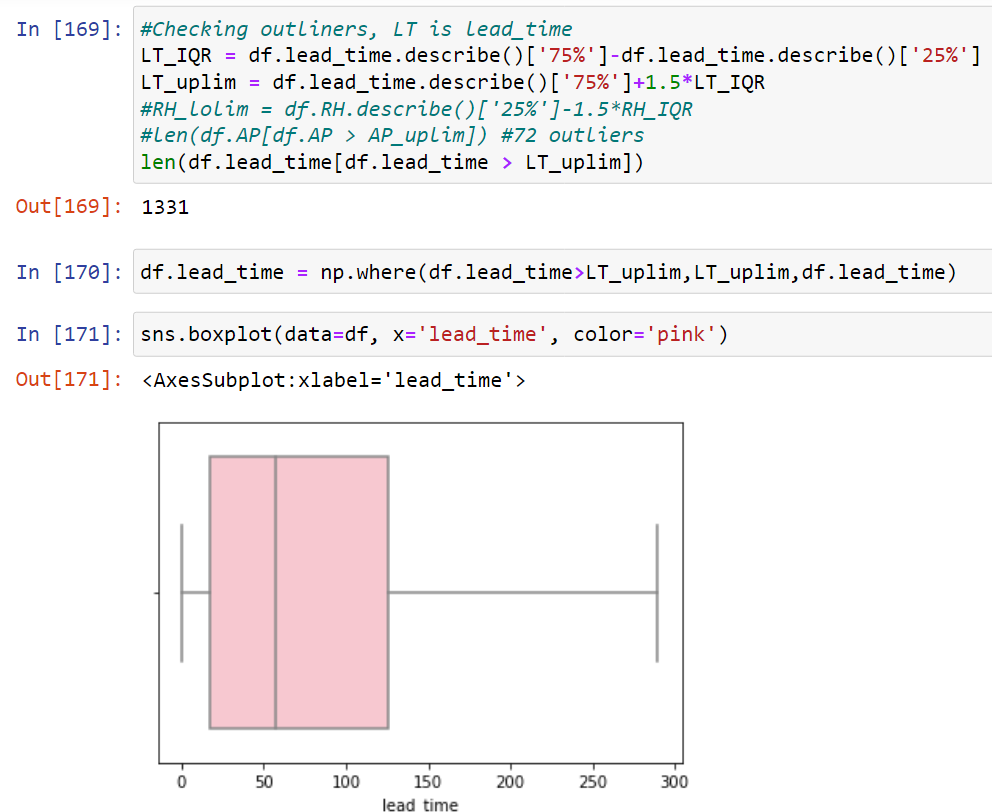 In [169]: #Checking outliners, LT is lead_time
LT_IQR = df.lead_time.describe()['75%']-df.lead_time.describe()['25%']
LT_uplim = df.lead_time.describe()['75%']+1.5*LT_IQR
#RH_lolim = df.RH.describe()['25%']-1.5*RH_IQR
#len(df.AP[df.AP > AP_uplim]) #72 outliers
len(df.lead_time[df.lead_time > LT_uplim])
Out[169]: 1331
In [170]: df.lead_time = np.where(df.lead_time>LT_uplim,LT_uplim,df.lead_time)
In [171]: sns.boxplot(data=df, x='lead_time', color='pink')
Out[171]: <AxesSubplot:xlabel='lead_time'>
0 50 100 150 200 250 300
lead_time